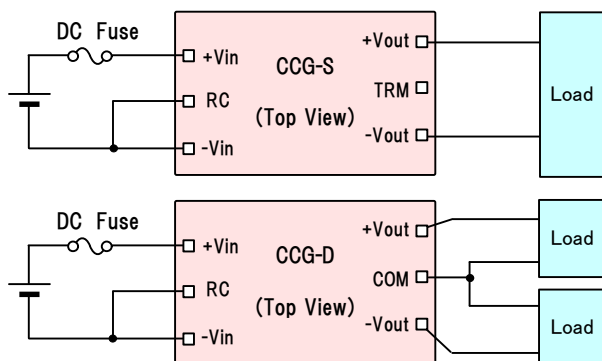 DC Fuse
+Vin
RC
-Vin
CCG-S
(Top View)
+Vout
TRM
-Vout
Load
DC Fuse
+Vin
RC
-Vin
CCG-D
(Top View)
+Vout
COM
-Vout
Load
Load